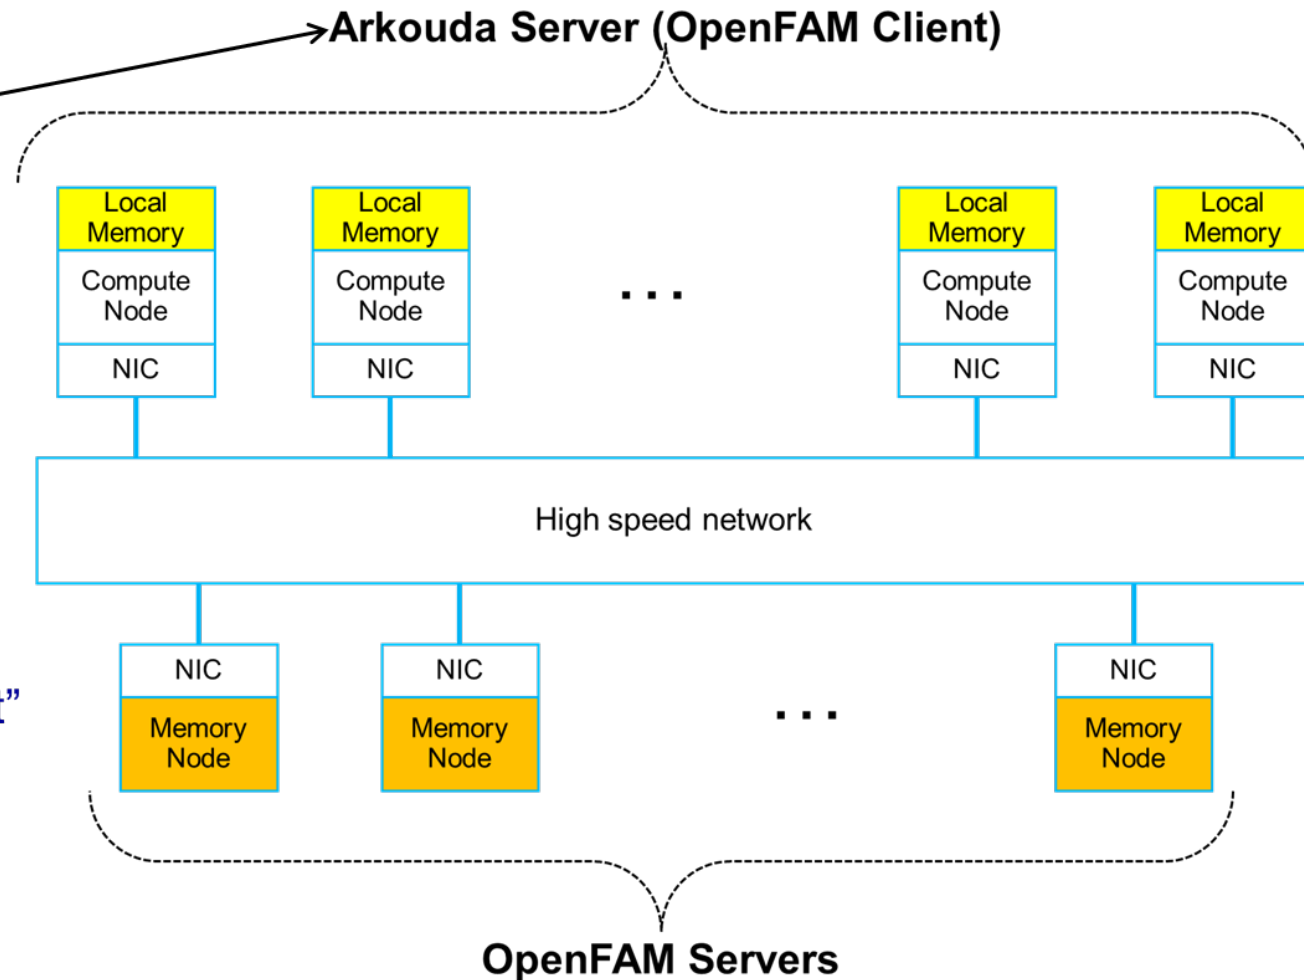 Arkouda Server (OpenFAM Client)
Local
Memory
Compute
Node
NIC
Local
Memory
Compute
Node
NIC
. . .
Local
Memory
Compute
Node
NIC
Local
Memory
Compute
Node
NIC
High speed network
NIC
Memory
Node
NIC
Memory
Node
. . .
NIC
Memory
Node
OpenFAM Servers